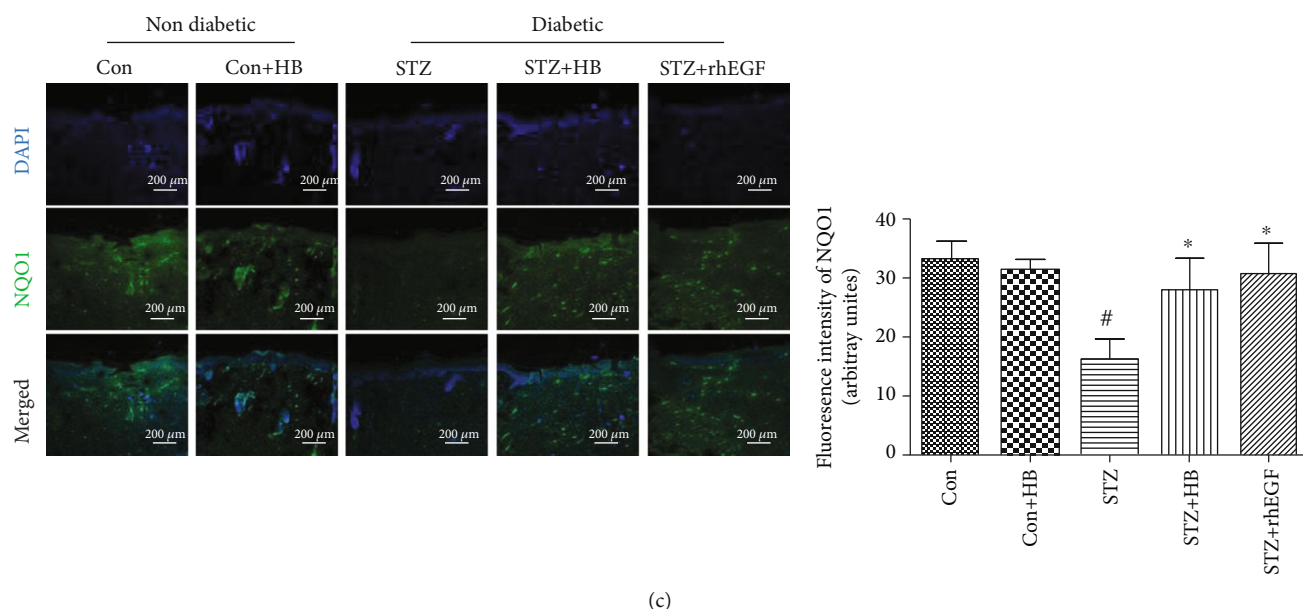 Non diabetic Diabetic
Con Con+HB STZ STZ+HB STZ+rhEGF
DAPI
200 µm 200 µm 200 µm 200 µm 200 µm
NQO1
200 µm 200 µm 200 µm 200 µm 200 µm
Merged
200 µm 200 µm 200 µm 200 µm 200 µm
Fluoresence intensity of NQO1
(arbitray unites)
40
30
20
10
0
# * *
Con Con+HB STZ STZ+HB STZ+rhEGF
(c)